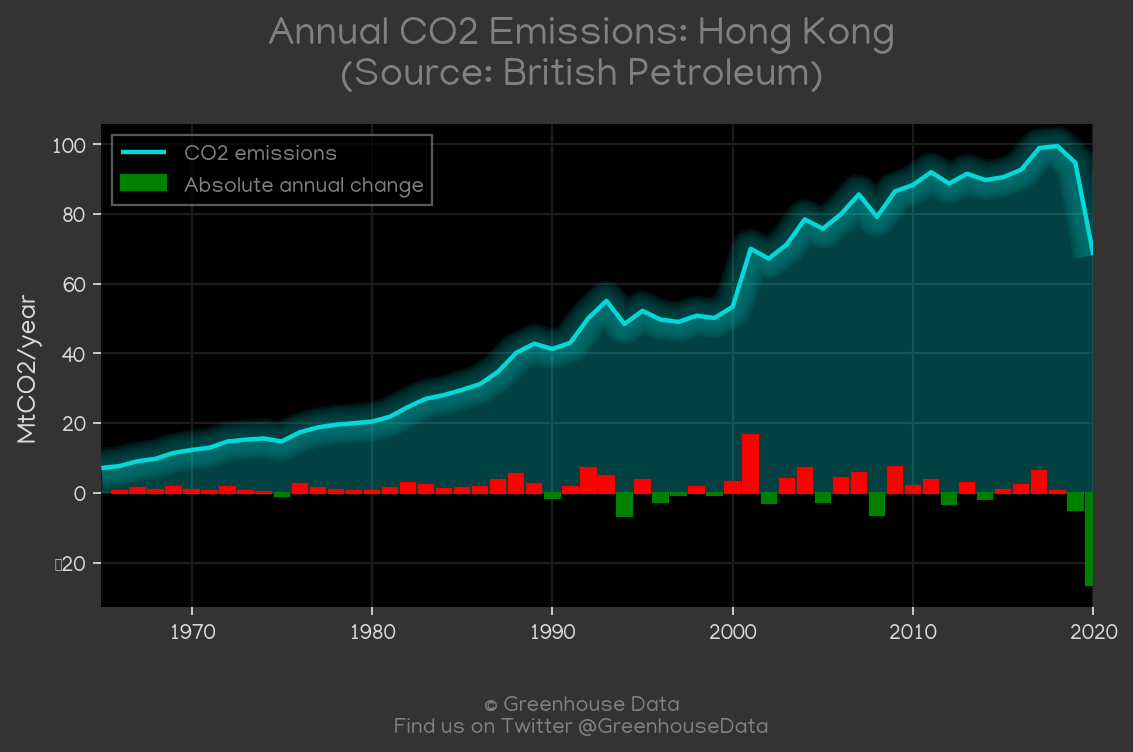 Annual CO2 Emissions: Hong Kong
(Source: British Petroleum)
CO2 emissions
Absolute annual change
MtCO2/year
100
80
60
40
20
0
▯20
1970
1980
1990
2000
2010
2020
© Greenhouse Data
Find us on Twitter @GreenhouseData